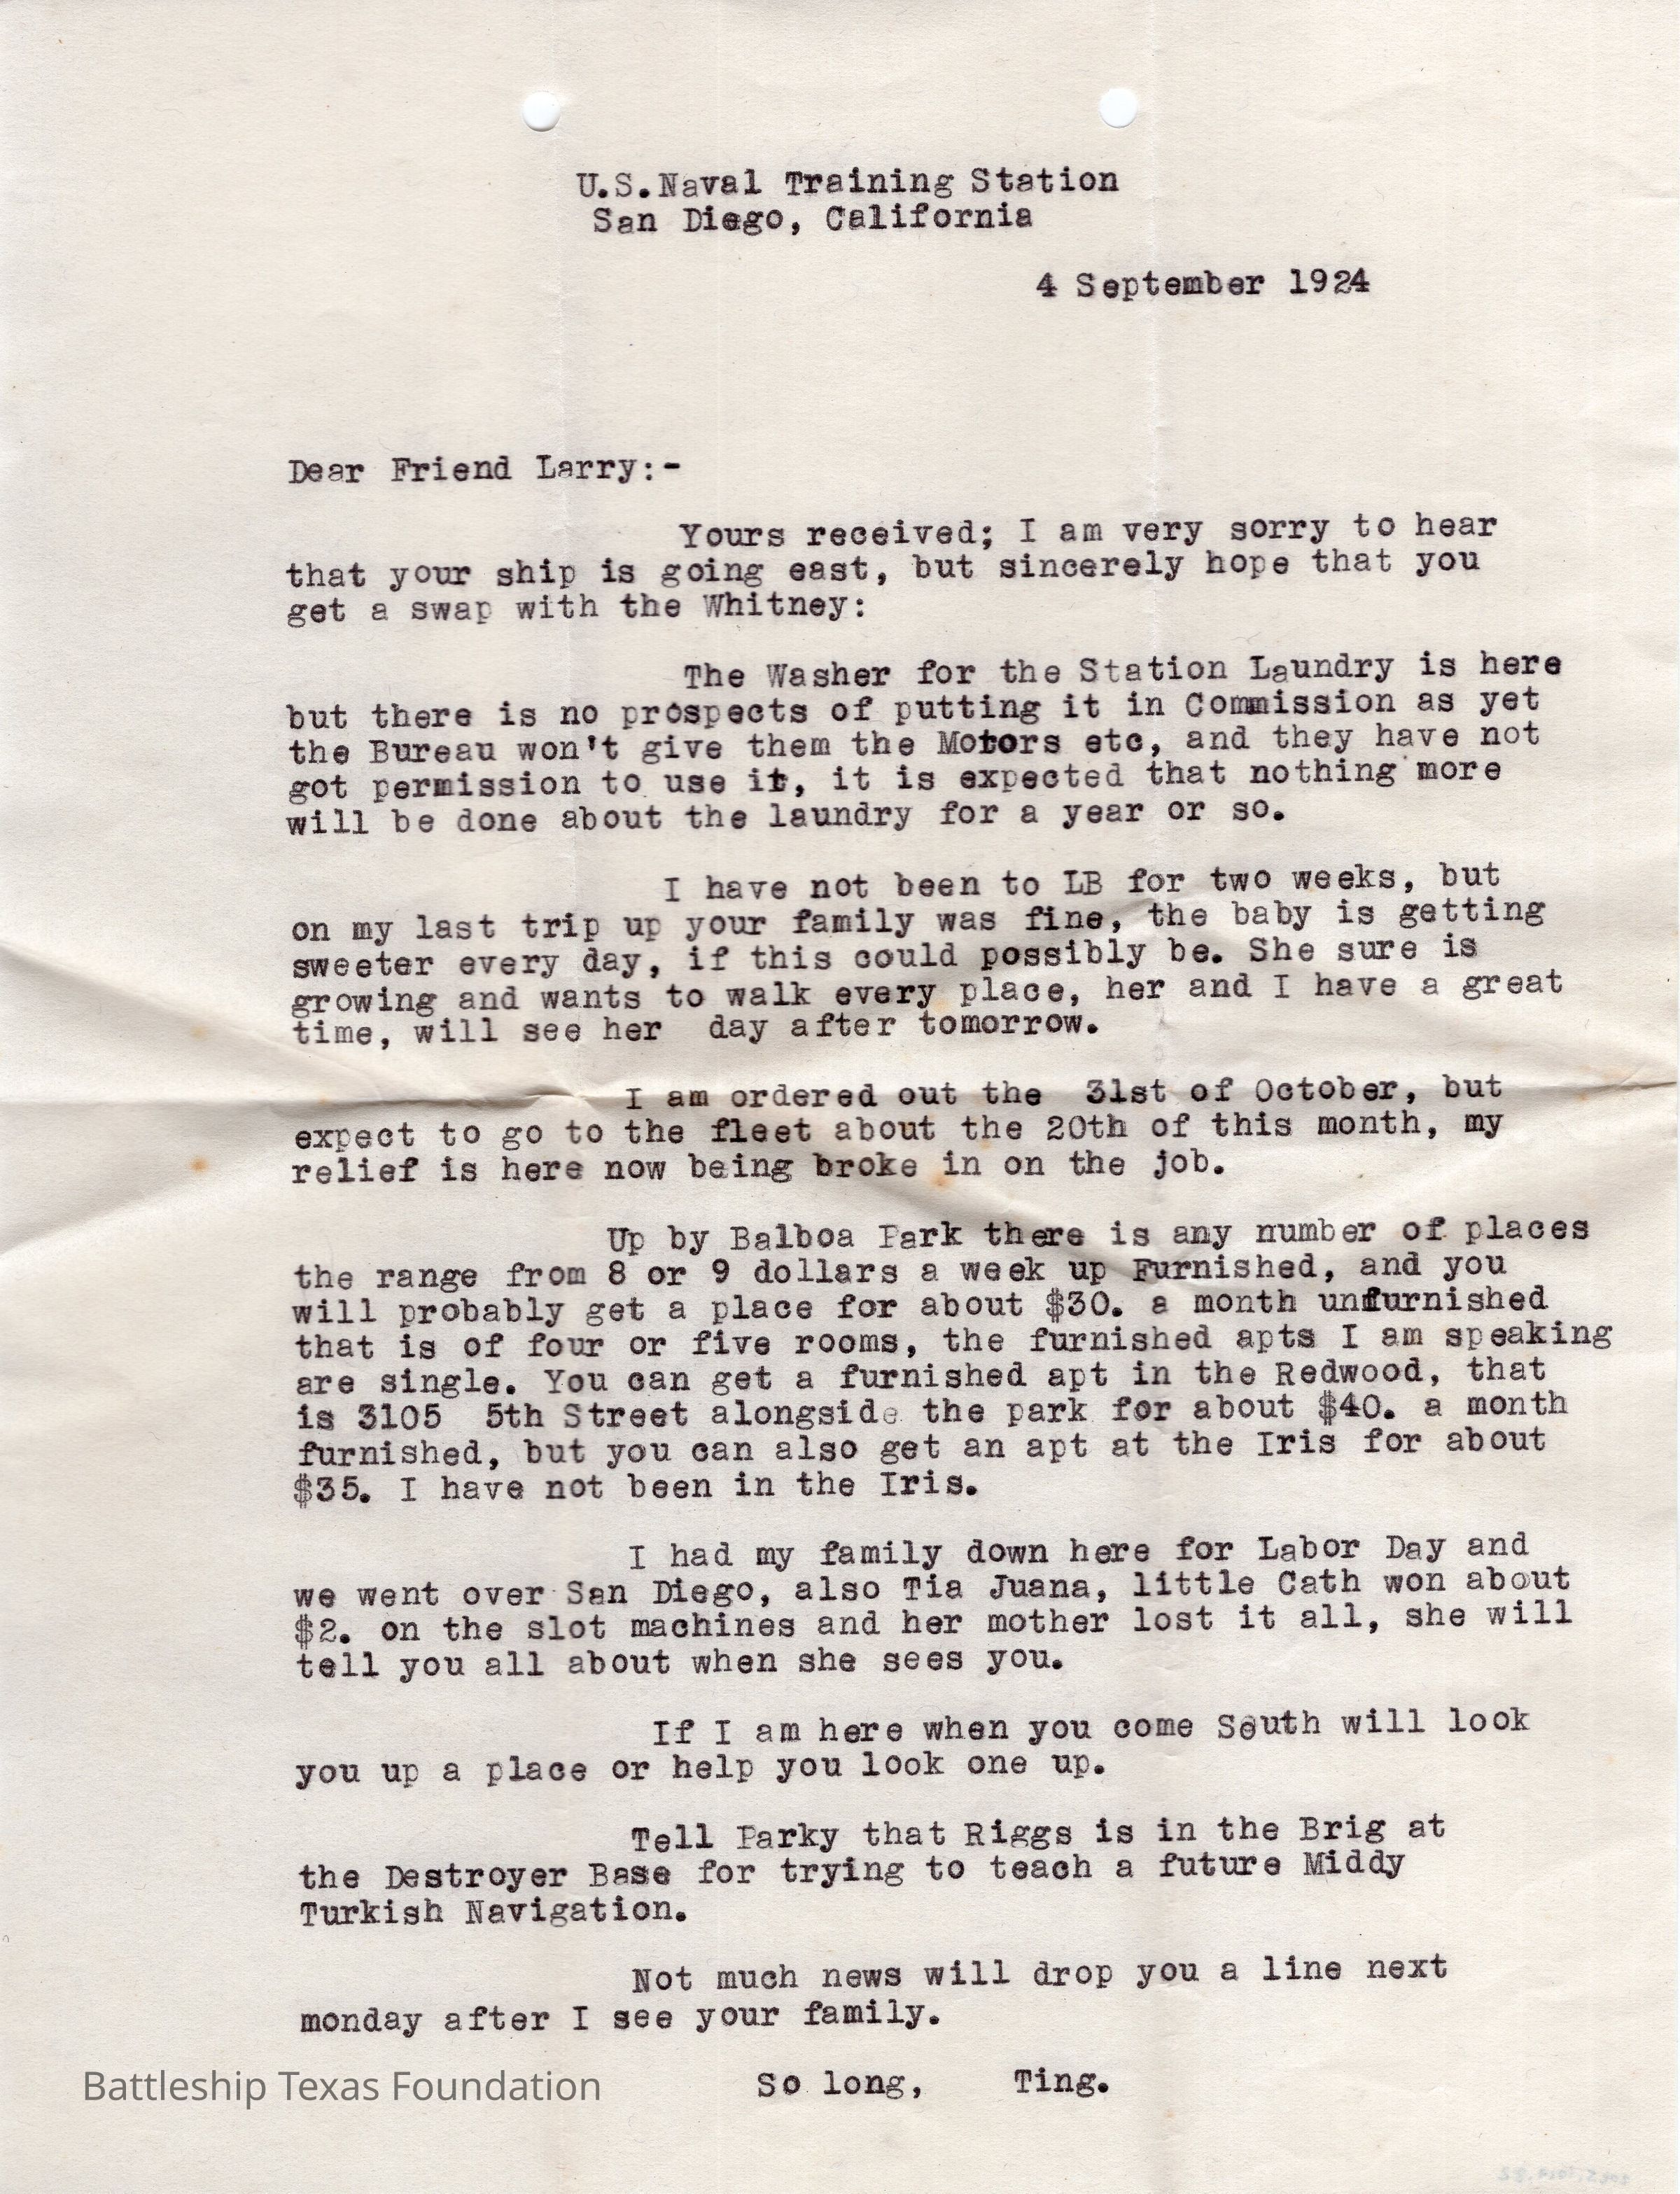 U.S.Naval Training Station
San Diego, California
4 September 1924
Dear Friend Larry:-
Yours received; I am very sorry to hear
that your ship is going east, but sincerely hope that you
get a swap with the Whitney:
The Washer for the Station Laundry is here
but there is no prospects of putting it in Commission as yet
the Bureau won't give them the Motors etc, and they have not
got permission to use it, it is expected that nothing more
will be done about the laundry for a year or so.
I have not been to LB for two weeks, but
on my last trip up your family was fine, the baby is getting
sweeter every day, if this could possibly be. She sure is
growing and wants to walk every place, her and I have a great
time, will see her day after tomorrow.
I am ordered out the 31st of October, but
expect to go to the fleet about the 20th of this month, my
relief is here now being broke in on the job.
Up by Balboa Park there is any number of places
the range from 8 or 9 dollars a week up Furnished, and you
will probably get a place for about $30. a month unfurnished
that is of four or five rooms, the furnished apts I am speaking
are single. You can get a furnished apt in the Redwood, that
is 3105 5th Street alongside the park for about $40. a month
furnished, but you can also get an apt at the Iris for about
$35. I have not been in the Iris.
I had my family down here for Labor Day and
we went over San Diego, also Tia Juana, little Cath won about
$2. on the slot machines and her mother lost it all, she will
tell you all about when she sees you.
If I am here when you come South will look
you up a place or help you look one up.
Tell Parky that Riggs is in the Brig at
the Destroyer Base for trying to teach a future Middy
Turkish Navigation.
Not much news will drop you a line next
monday after I see your family.
So long, Ting.
Battleship Texas Foundation